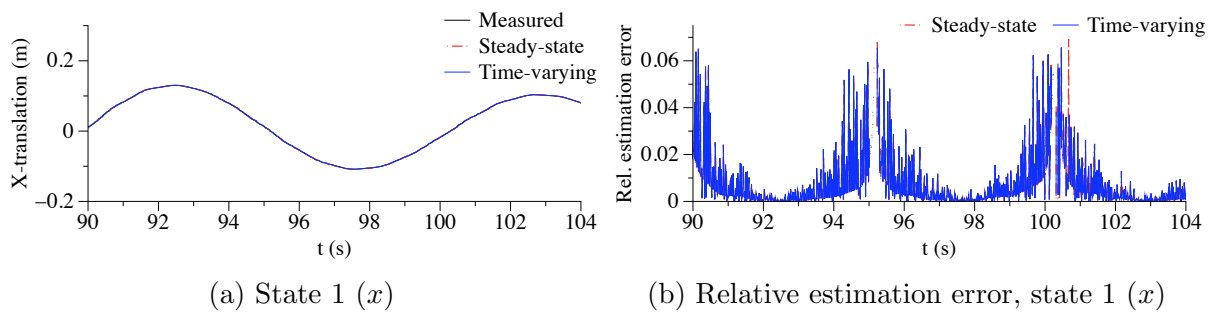 Measured
Steady-state
Time-varying
X-translation (m)
0.2
0
−0.2
90 92 94 96 98 100 102 104
t (s)
(a) State 1 (x)
Steady-state Time-varying
Rel. estimation error
0.06
0.04
0.02
0
90 92 94 96 98 100 102 104
t (s)
(b) Relative estimation error, state 1 (x)